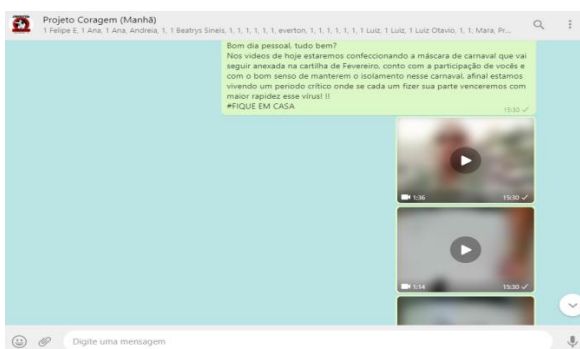 Projeto Coragem (Manhã)
1 Felipe E, 1 Ana, 1 Ana, Andreia, 1, 1 Beatrys Sineis, 1, 1, 1, 1, 1, everton, 1, 1, 1, 1, 1, 1, 1 Luiz, 1 Luiz, 1 Luiz Otavio, 1, 1, Mara, Pr...
Bom dia pessoal, tudo bem?
Nos videos de hoje estaremos confeccionando a máscara de carnaval que vai
seguir anexada na cartilha de Fevereiro, conto com a participação de vocês e
com o bom senso de manterem o isolamento nesse carnaval, afinal estamos
vivendo um periodo crítico onde se cada um fizer sua parte venceremos com
maior rapidez esse vírus! !!
#FIQUE EM CASA
15:30
1:36 15:30
1:14 15:30
Digite uma mensagem